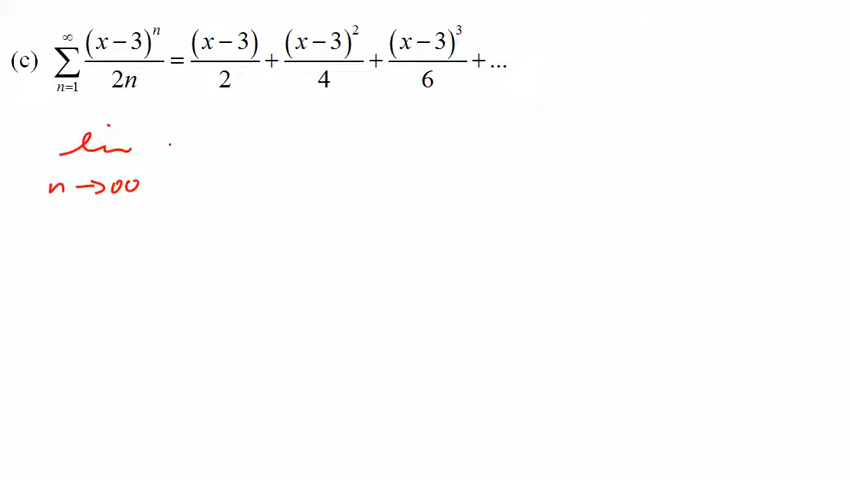 (c) ∑_{n=1}^{∞} (x−3)^n / 2n = (x−3)/2 + (x−3)^2/4 + (x−3)^3/6 + ...
lim
n→∞